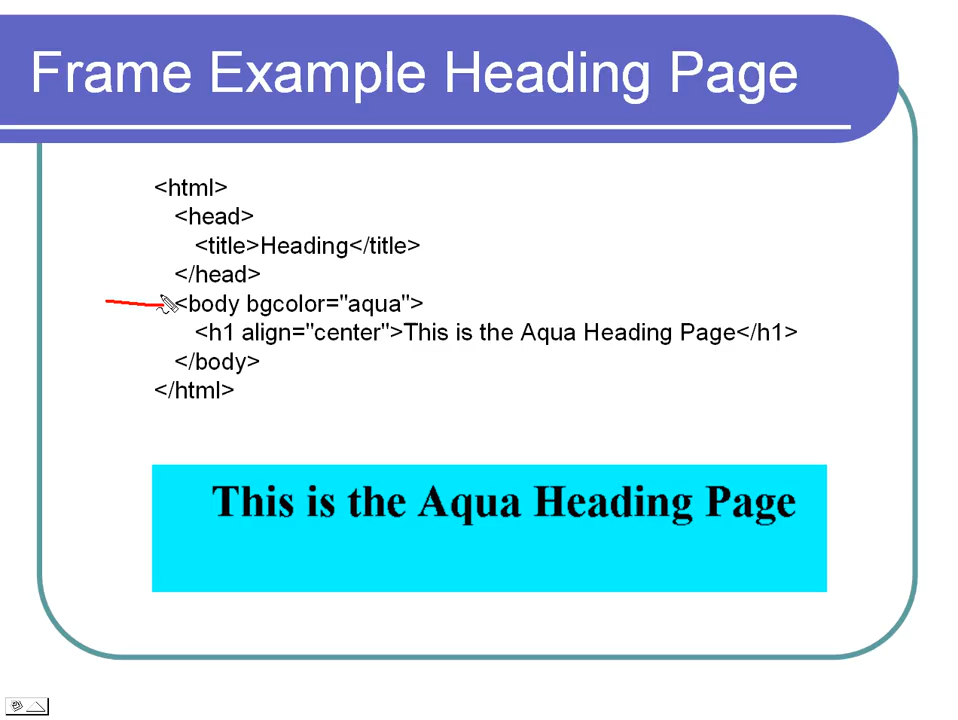 Frame Example Heading Page
<html>
<head>
<title>Heading</title>
</head>
<body bgcolor="aqua">
<h1 align="center">This is the Aqua Heading Page</h1>
</body>
</html>
This is the Aqua Heading Page